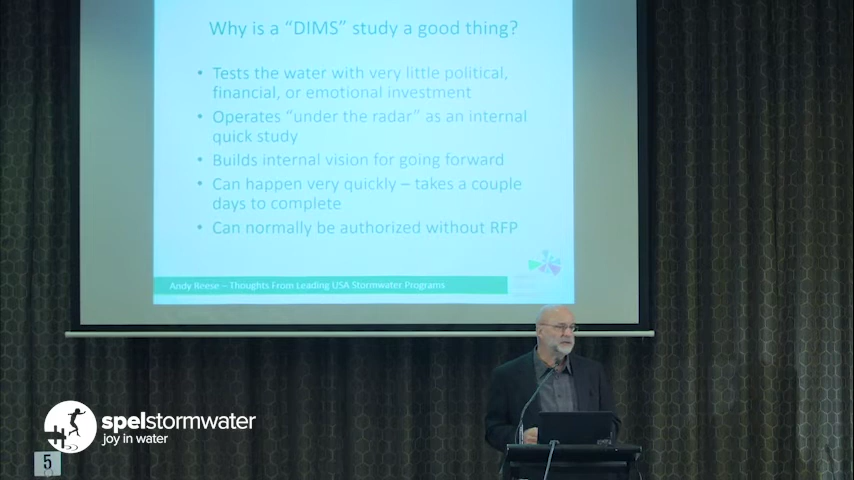 Why is a “DIMS” study a good thing?
• Tests the water with very little political,
financial, or emotional investment
• Operates “under the radar” as an internal
quick study
• Builds internal vision for going forward
• Can happen very quickly – takes a couple
days to complete
• Can normally be authorized without RFP
Andy Reese – Thoughts From Leading USA Stormwater Programs
spelstormwater
joy in water
5